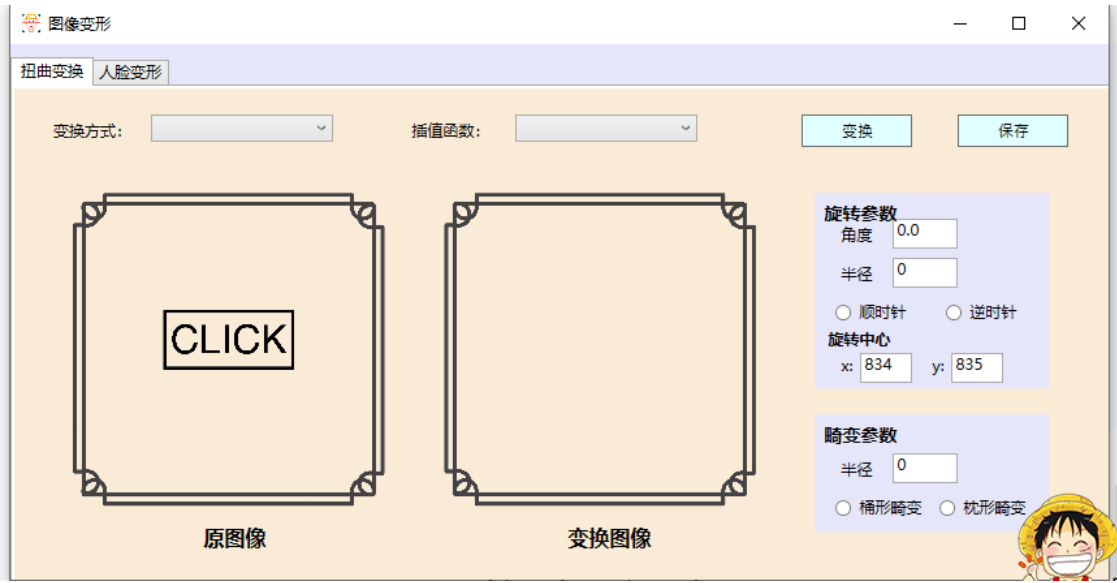 图像变形
扭曲变换 人脸变形
变换方式: 插值函数: 变换 保存
旋转参数
角度 0.0
半径 0
顺时针 逆时针
CLICK
旋转中心
x: 834 y: 835
畸变参数
半径 0
桶形畸变 枕形畸变
原图像 变换图像